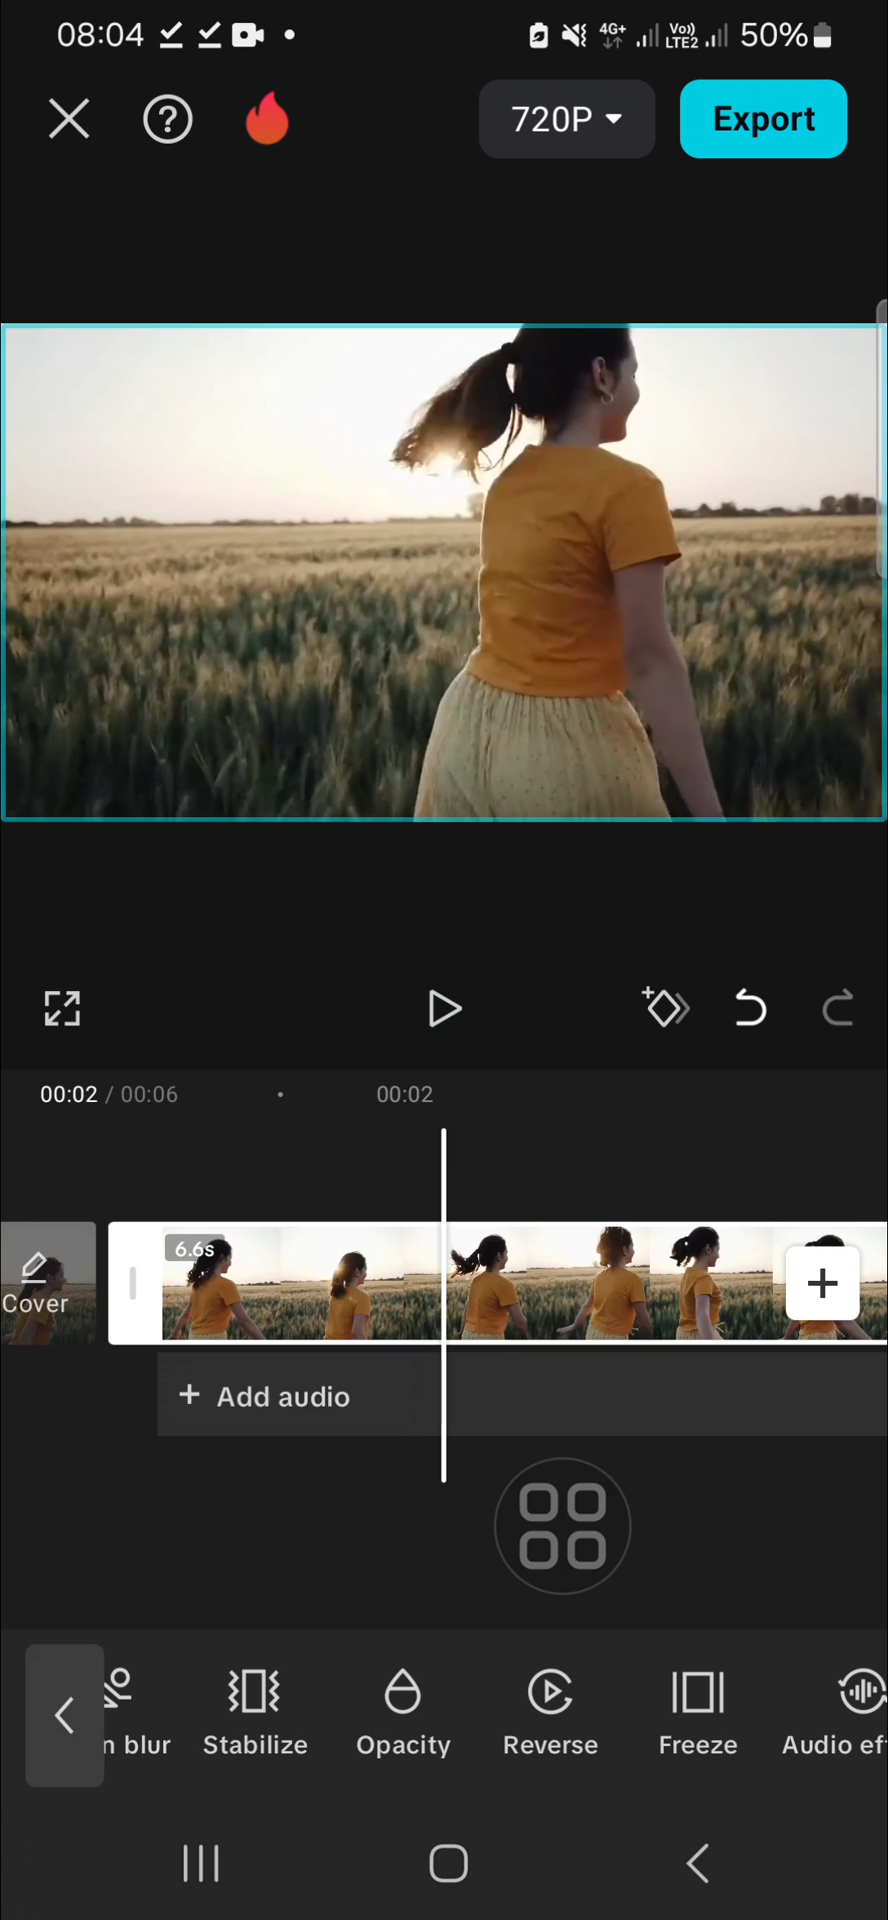 08:04 4G+ Vo)) LTE2 50%
720P Export
00:02 / 00:06 00:02
6.6s
Cover
+ Add audio
n blur Stabilize Opacity Reverse Freeze Audio ef